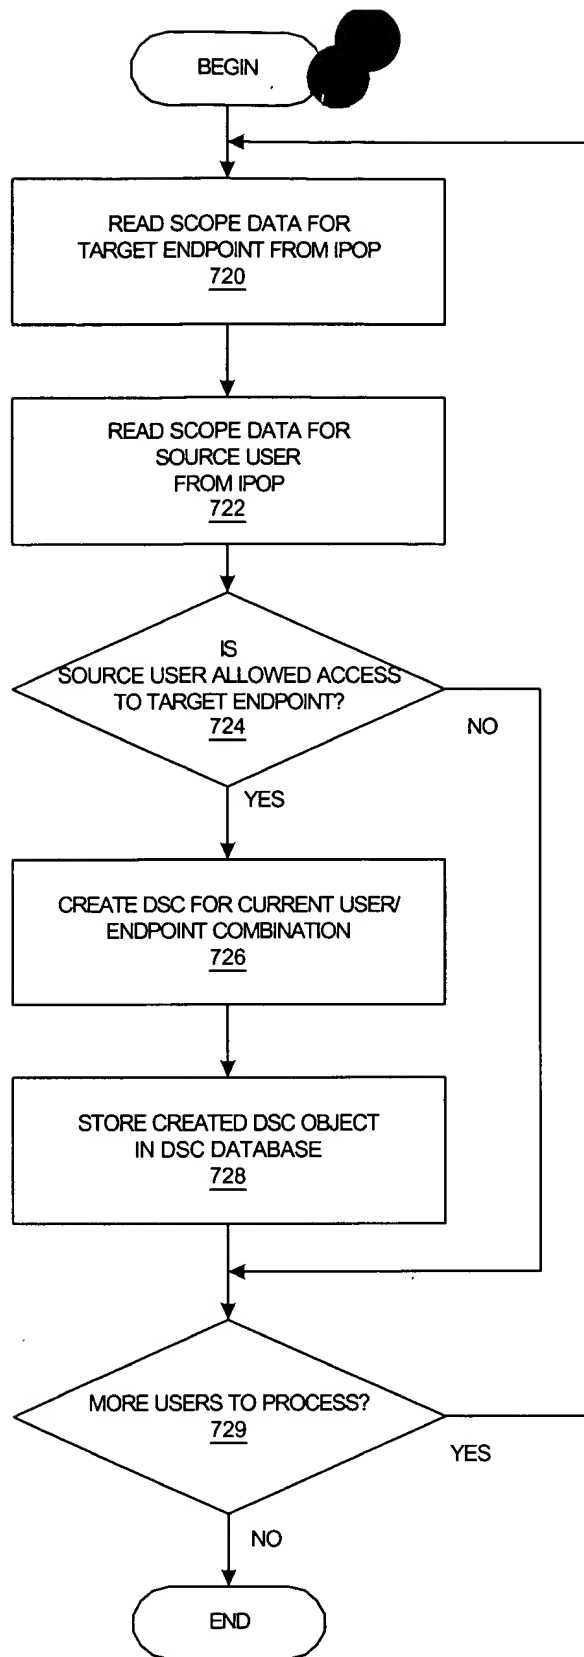 BEGIN
READ SCOPE DATA FOR
TARGET ENDPOINT FROM IPOP
720
READ SCOPE DATA FOR
SOURCE USER
FROM IPOP
722
IS
SOURCE USER ALLOWED ACCESS
TO TARGET ENDPOINT?
724
NO
YES
CREATE DSC FOR CURRENT USER/
ENDPOINT COMBINATION
726
STORE CREATED DSC OBJECT
IN DSC DATABASE
728
MORE USERS TO PROCESS?
729
YES
NO
END